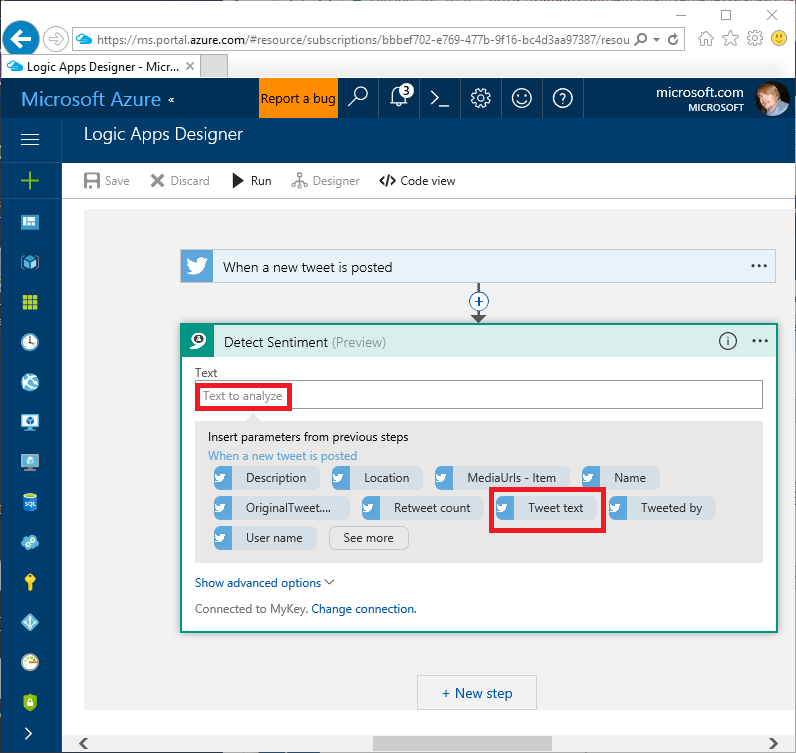 https://ms.portal.azure.com/#resource/subscriptions/bbbef702-e769-477b-9f16-bc4d3aa97387/resou
Logic Apps Designer - Micr...
Microsoft Azure «
Report a bug
3
microsoft.com
MICROSOFT
Logic Apps Designer
Save Discard Run Designer </> Code view
When a new tweet is posted
Detect Sentiment (Preview)
Text
Text to analyze
Insert parameters from previous steps
When a new tweet is posted
Description Location MediaUrls - Item Name
OriginalTweet.... Retweet count Tweet text Tweeted by
User name See more
Show advanced options
Connected to MyKey. Change connection.
+ New step
SQL